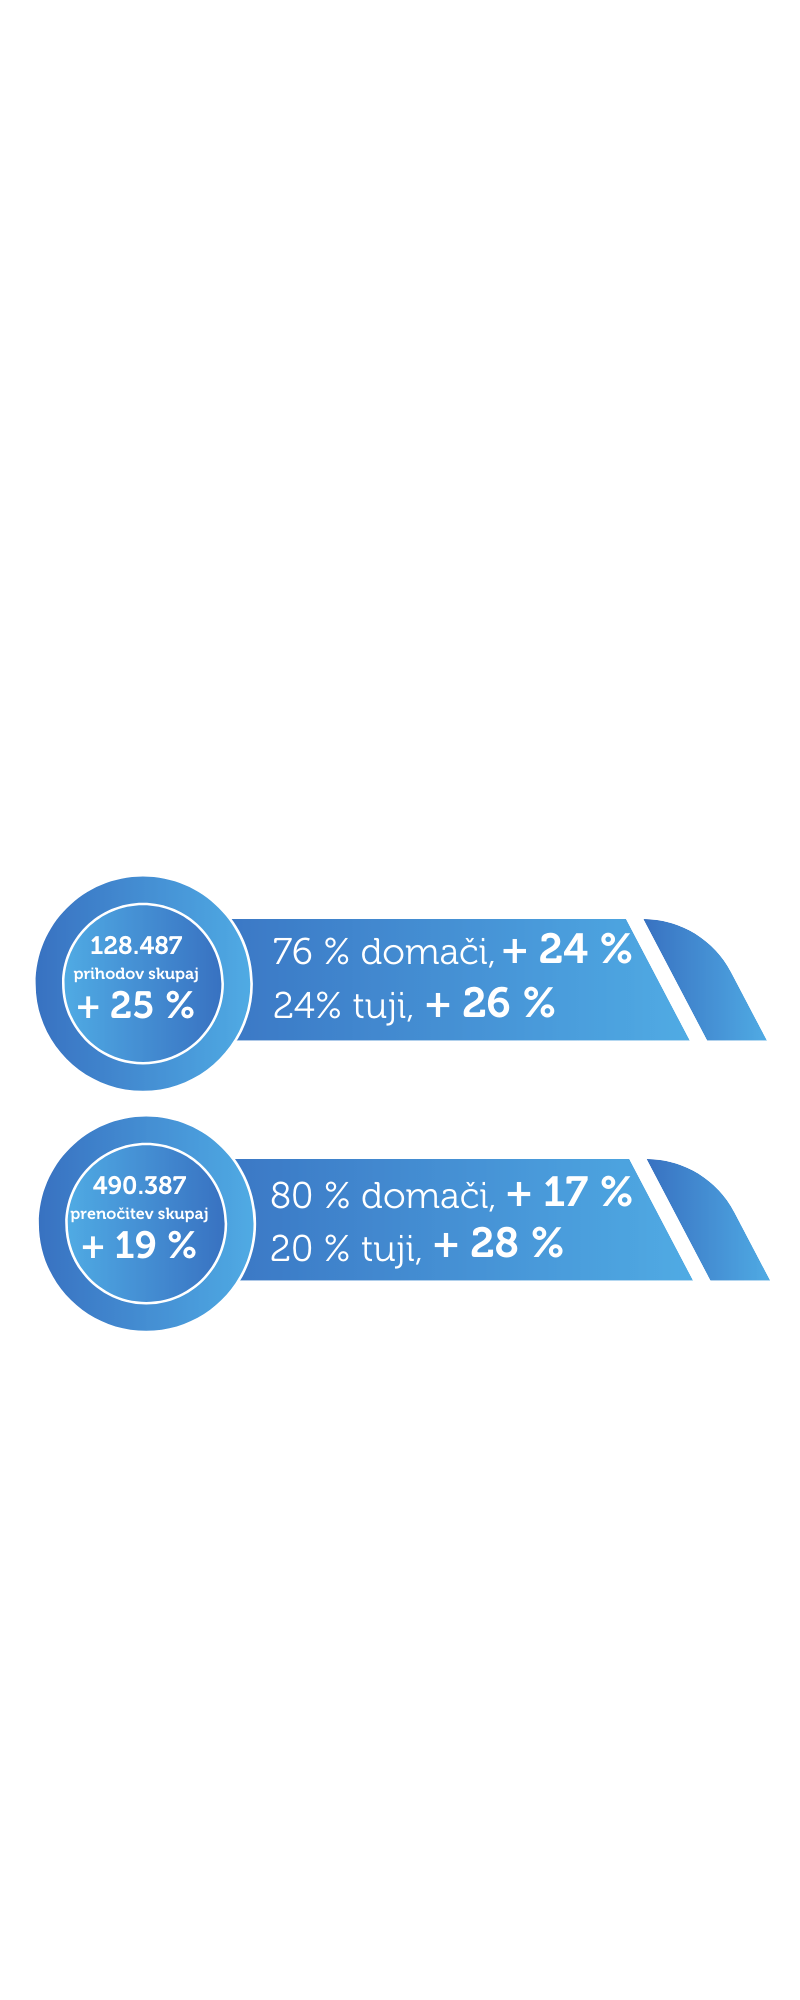 128.487
prihodov skupaj
+ 25 %
76 % domači, + 24 %
24% tuji, + 26 %
490.387
prenočitev skupaj
+ 19 %
80 % domači, + 17 %
20 % tuji, + 28 %